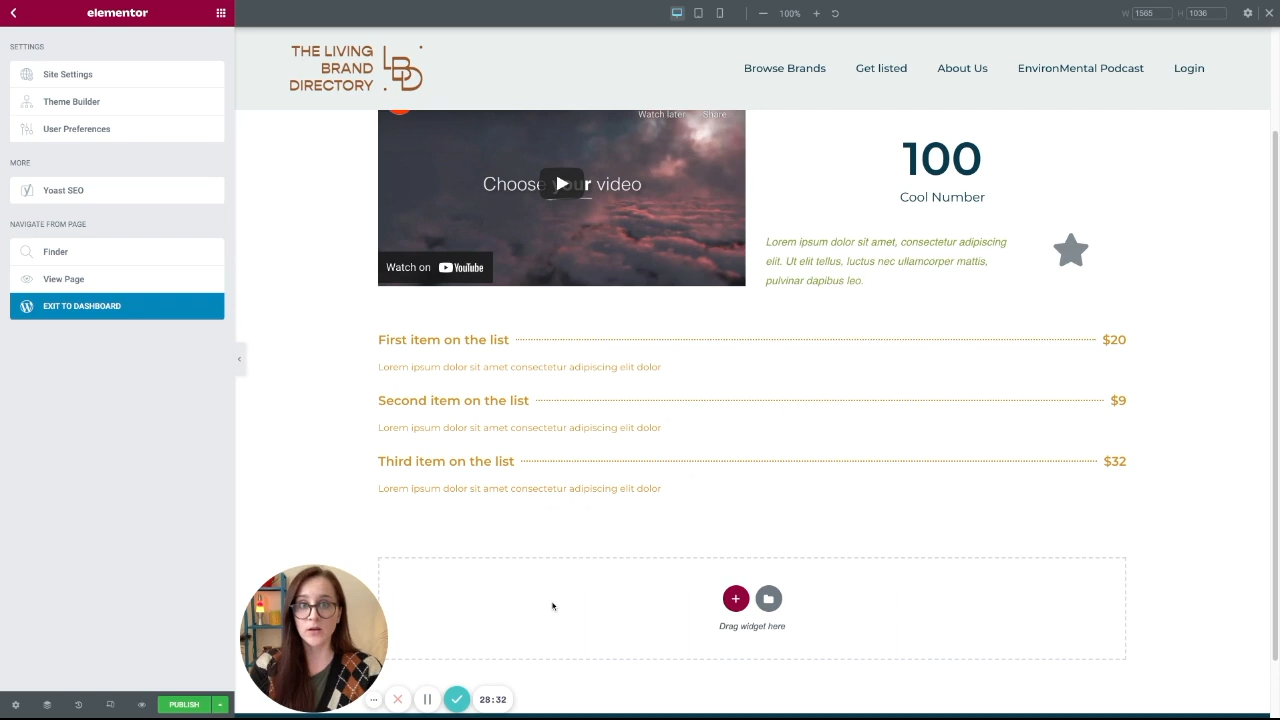 elementor
100%
W 1565 H 1036
SETTINGS
Site Settings
Theme Builder
User Preferences
MORE
Yoast SEO
NAVIGATE FROM PAGE
Finder
View Page
EXIT TO DASHBOARD
PUBLISH
THE LIVING
BRAND
DIRECTORY
LBD
Browse Brands Get listed About Us EnvironMental Podcast Login
Watch later Share
Choose your video
Watch on YouTube
100
Cool Number
Lorem ipsum dolor sit amet, consectetur adipiscing
elit. Ut elit tellus, luctus nec ullamcorper mattis,
pulvinar dapibus leo.
First item on the list $20
Lorem ipsum dolor sit amet consectetur adipiscing elit dolor
Second item on the list $9
Lorem ipsum dolor sit amet consectetur adipiscing elit dolor
Third item on the list $32
Lorem ipsum dolor sit amet consectetur adipiscing elit dolor
Drag widget here
28:32